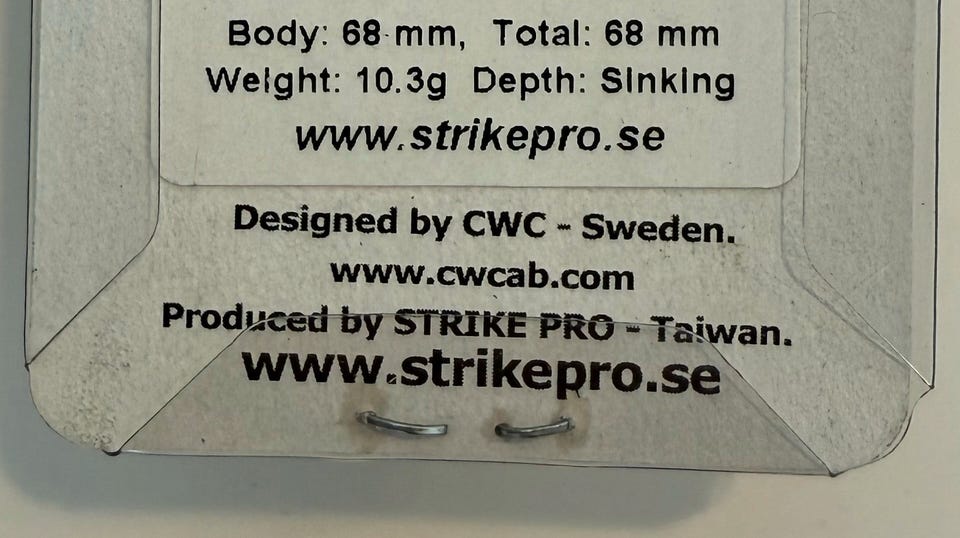 Body: 68 mm, Total: 68 mm
Weight: 10.3g Depth: Sinking
www.strikepro.se
Designed by CWC - Sweden.
www.cwcab.com
Produced by STRIKE PRO - Taiwan.
www.strikepro.se